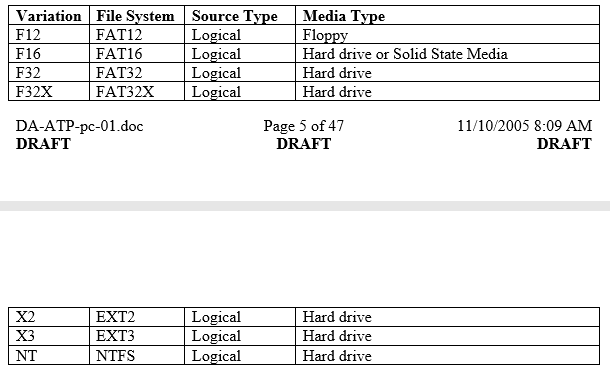 Variation File System Source Type Media Type
F12 FAT12 Logical Floppy
F16 FAT16 Logical Hard drive or Solid State Media
F32 FAT32 Logical Hard drive
F32X FAT32X Logical Hard drive
DA-ATP-pc-01.doc Page 5 of 47 11/10/2005 8:09 AM
DRAFT DRAFT DRAFT
X2 EXT2 Logical Hard drive
X3 EXT3 Logical Hard drive
NT NTFS Logical Hard drive